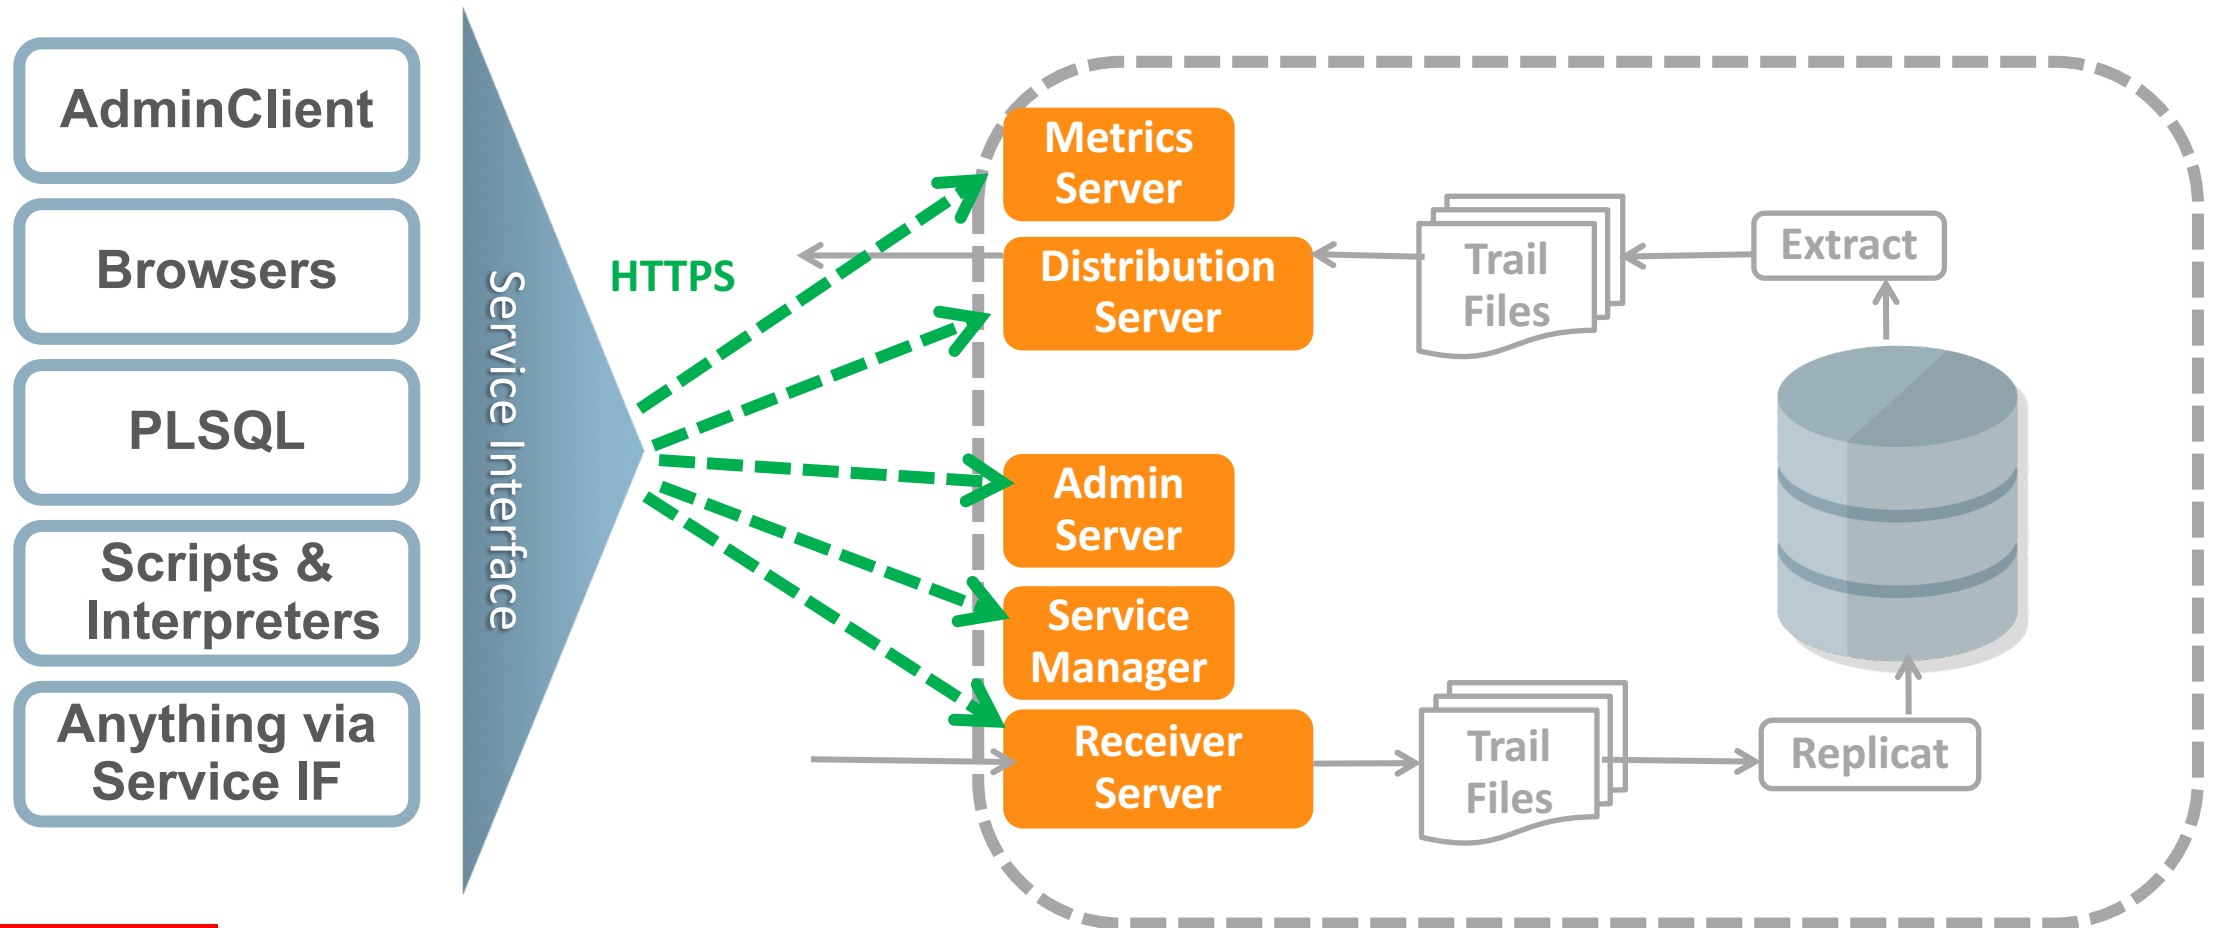 AdminClient
Browsers
PLSQL
Scripts &
Interpreters
Anything via
Service IF
Service Interface
HTTPS
Metrics
Server
Distribution
Server
Trail
Files
Extract
Admin
Server
Service
Manager
Receiver
Server
Trail
Files
Replicat